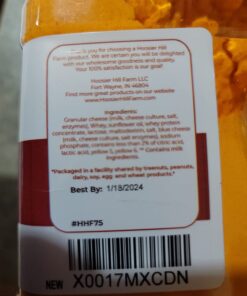 Thank you for choosing a Hoosier Hill
Farm product. We are certain you will be delighted
with our wholesome goodness and quality.
Your 100% satisfaction is our goal!
Hoosier Hill Farm LLC
Fort Wayne, IN 46804
Find more great products on our website
www.HoosierHillFarm.com
Ingredients:
Granular cheese (milk, cheese culture, salt,
enzymes), Whey, sunflower oil, whey protein
concentrate, lactose, maltodextrin, salt, blue cheese
(milk, cheese culture, salt enzymes), sodium
phosphate, contains less than 2% of citric acid,
lactic acid, yellow 5, yellow 6. ** Contains milk
ingredients.
*Packaged in a facility shared by treenuts, peanuts,
dairy, soy, egg and wheat products.*
Best By: 1/18/2024
#HHF75
NEW X0017MXCDN